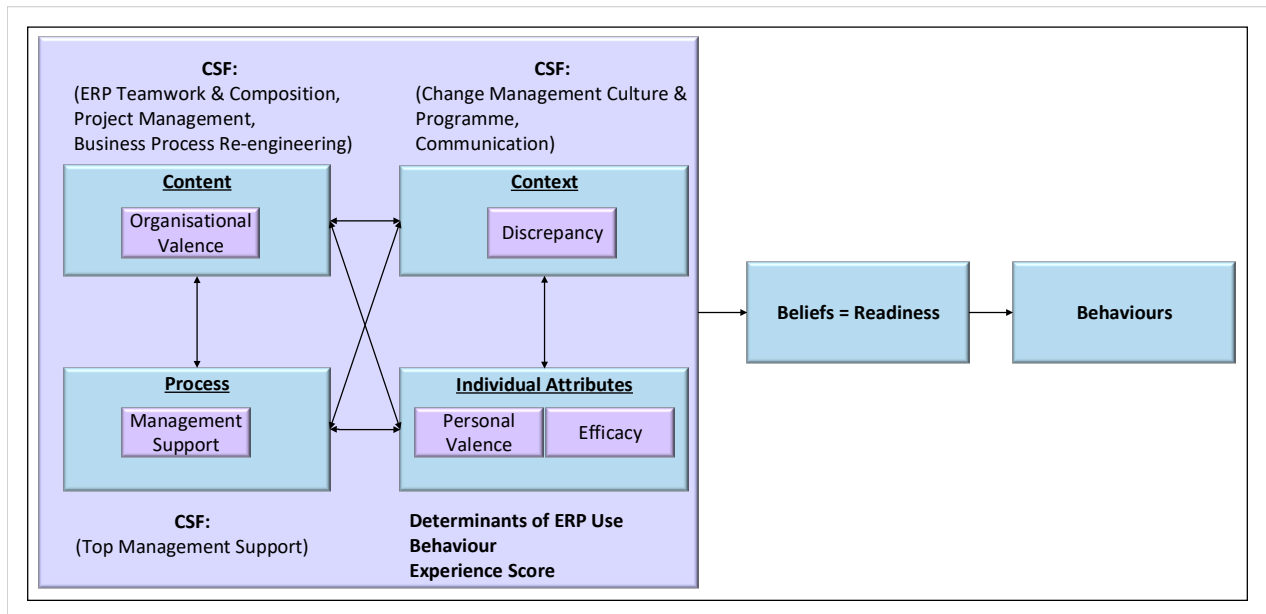 CSF:
(ERP Teamwork & Composition,
Project Management,
Business Process Re-engineering)
CSF:
(Change Management Culture &
Programme,
Communication)
Content
Organisational
Valence
Context
Discrepancy
Beliefs = Readiness
Behaviours
Process
Management
Support
Individual Attributes
Personal
Valence
Efficacy
CSF:
(Top Management Support)
Determinants of ERP Use
Behaviour
Experience Score